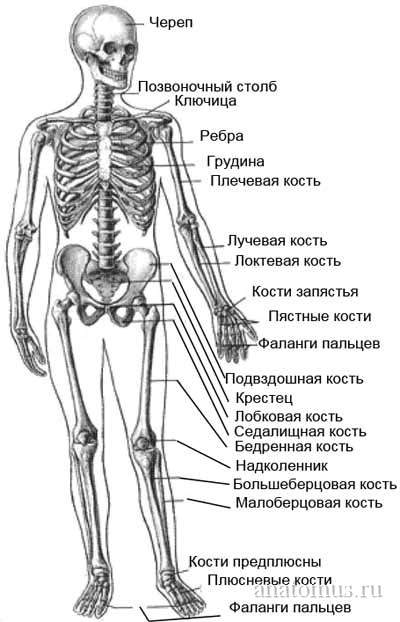 Череп
Позвоночный столб
Ключица
Ребра
Грудина
Плечевая кость
Лучевая кость
Локтевая кость
Кости запястья
Пястные кости
Фаланги пальцев
Подвздошная кость
Крестец
Лобковая кость
Седалищная кость
Бедренная кость
Надколенник
Большеберцовая кость
Малоберцовая кость
Кости предплюсны
Плюсневые кости
anatomus.ru
Фаланги пальцев